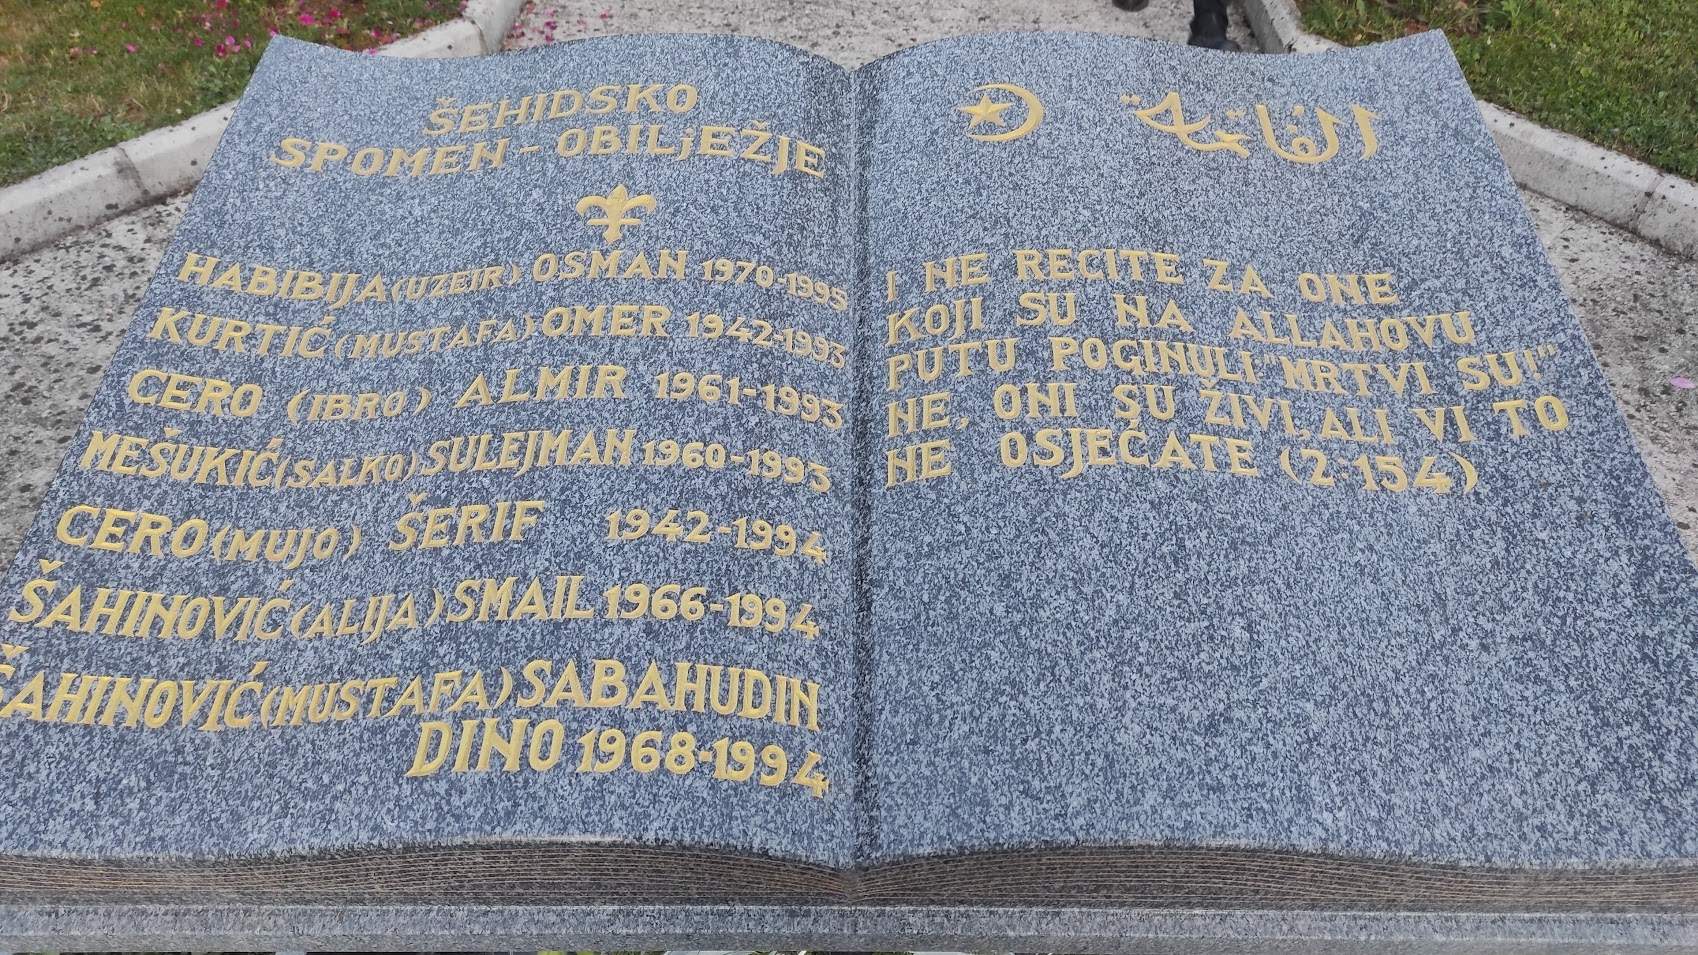 ŠEHIDSKO
SPOMEN - OBILjEŽJE
HABIBIJA (UZEIR) OSMAN 1970-1995
KURTIĆ (MUSTAFA) OMER 1942-1993
CERO (IBRO) ALMIR 1961-1993
MEŠUKIĆ (SALKO) SULEJMAN 1960-1993
CERO (MUJO) ŠERIF 1942-1994
ŠAHINOVIĆ (ALIJA) SMAIL 1966-1994
ŠAHINOVIĆ (MUSTAFA) SABAHUDIN
DINO 1968-1994
الفاتحة
I NE RECITE ZA ONE
KOJI SU NA ALLAHOVU
PUTU POGINULI "MRTVI SU!"
NE, ONI SU ŽIVI, ALI VI TO
NE OSJEĆATE (2:154)